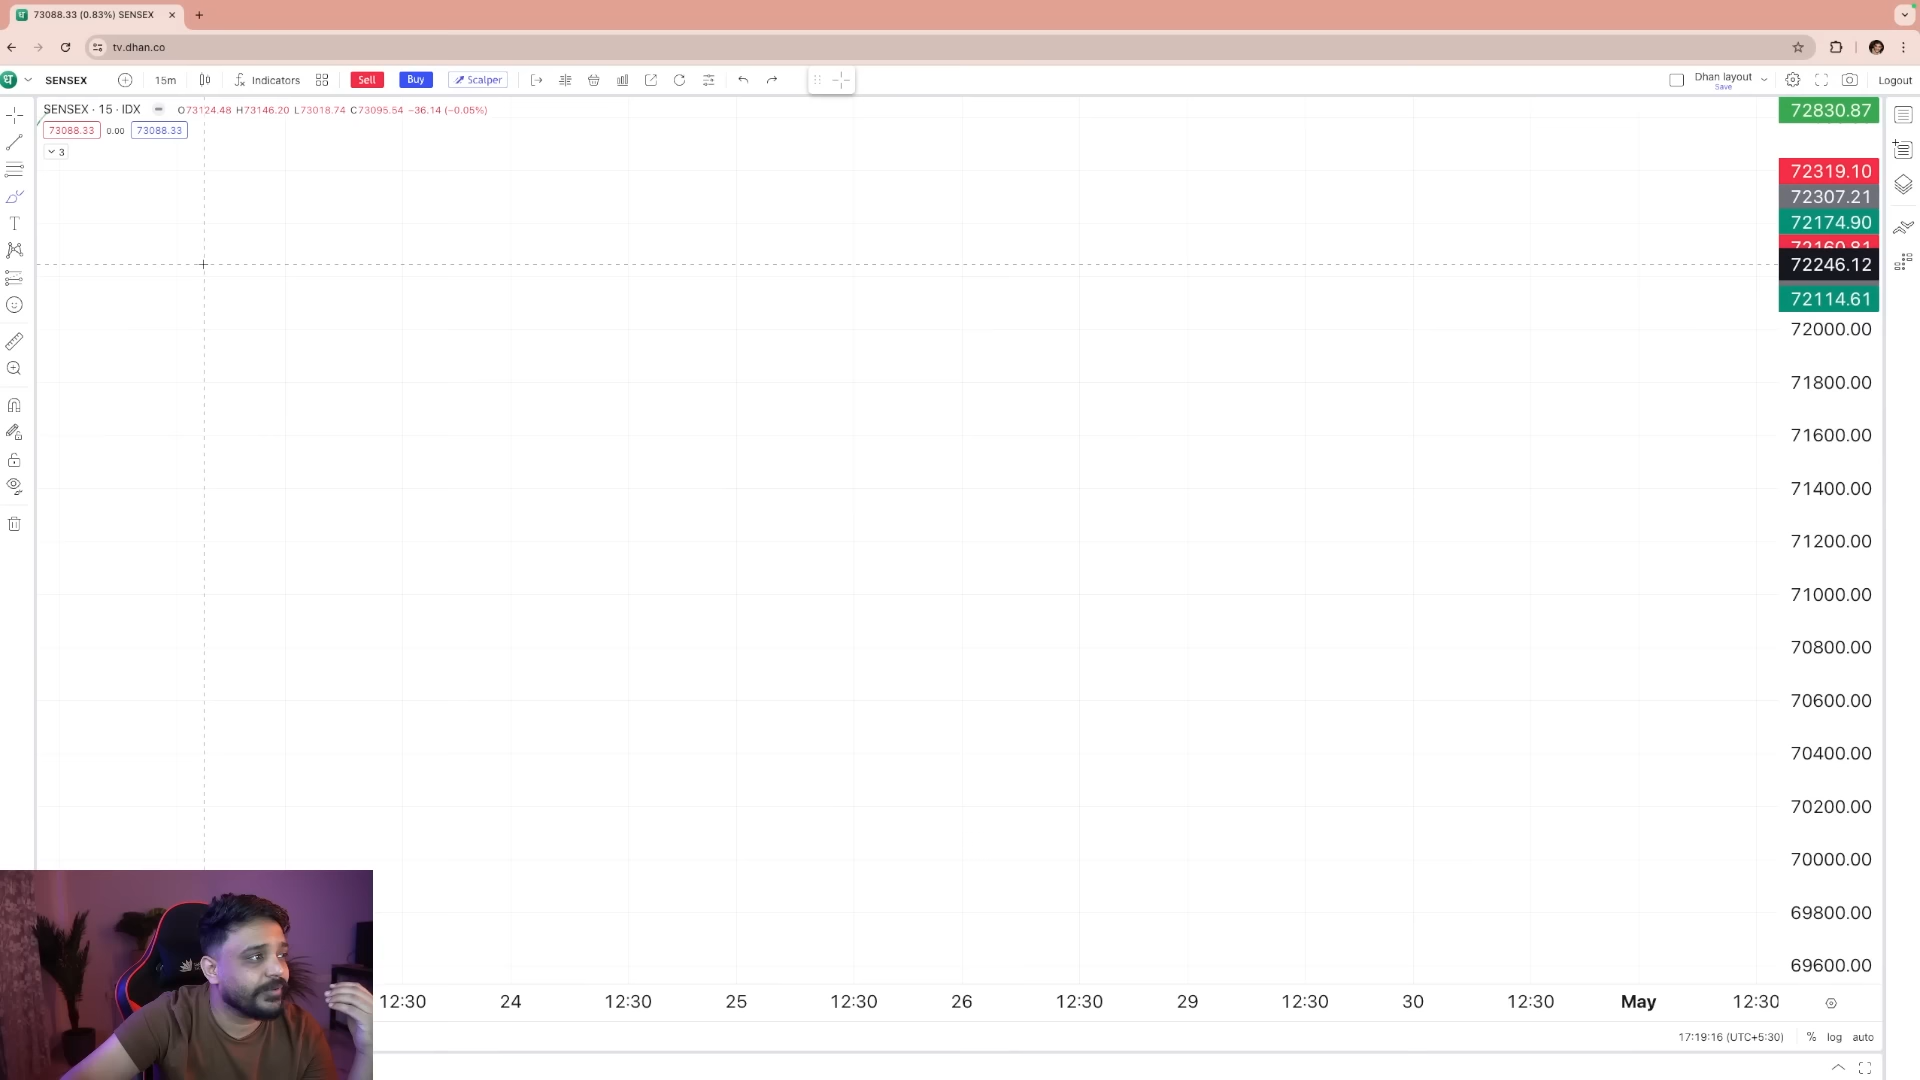 73088.33 (0.83%) SENSEX
tv.dhan.co
SENSEX
15m
Indicators
Sell
Buy
Scalper
Dhan layout
Save
Logout
SENSEX · 15 · IDX
O73124.48 H73146.20 L73018.74 C73095.54 −36.14 (−0.05%)
73088.33 0.00 73088.33
3
72830.87
72319.10
72307.21
72174.90
72160.81
72246.12
72114.61
72000.00
71800.00
71600.00
71400.00
71200.00
71000.00
70800.00
70600.00
70400.00
70200.00
70000.00
69800.00
69600.00
12:30 24 12:30 25 12:30 26 12:30 29 12:30 30 12:30 May 12:30
17:19:16 (UTC+5:30) % log auto